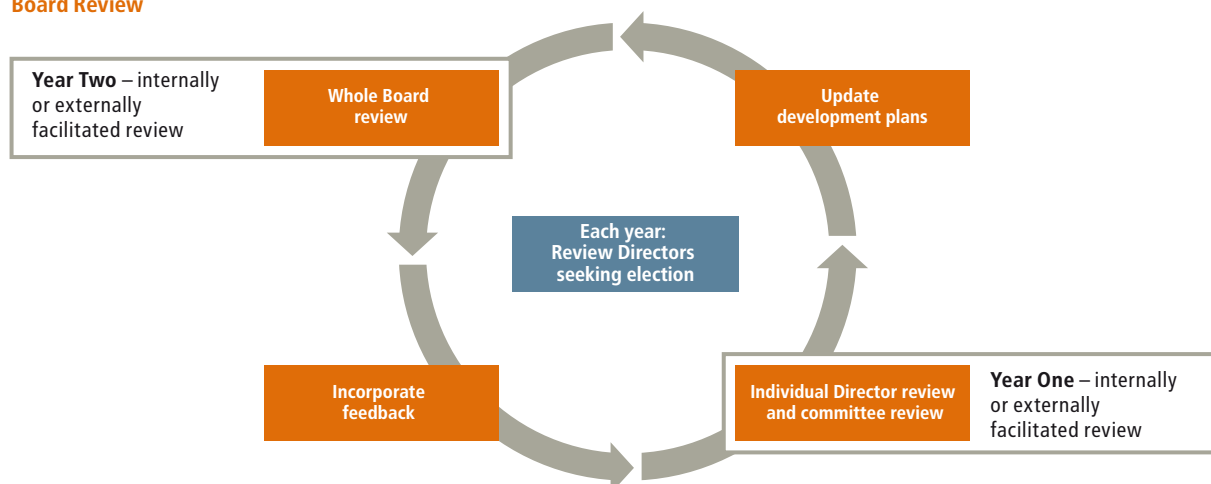 Board Review
Year Two – internally
or externally
facilitated review
Whole Board
review
Update
development plans
Each year:
Review Directors
seeking election
Incorporate
feedback
Individual Director review
and committee review
Year One – internally
or externally
facilitated review